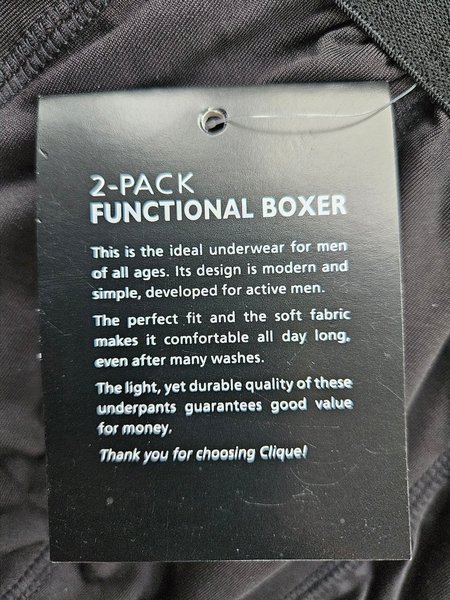 2-PACK
FUNCTIONAL BOXER
This is the ideal underwear for men
of all ages. Its design is modern and
simple, developed for active men.
The perfect fit and the soft fabric
makes it comfortable all day long,
even after many washes.
The light, yet durable quality of these
underpants guarantees good value
for money.
Thank you for choosing Clique!